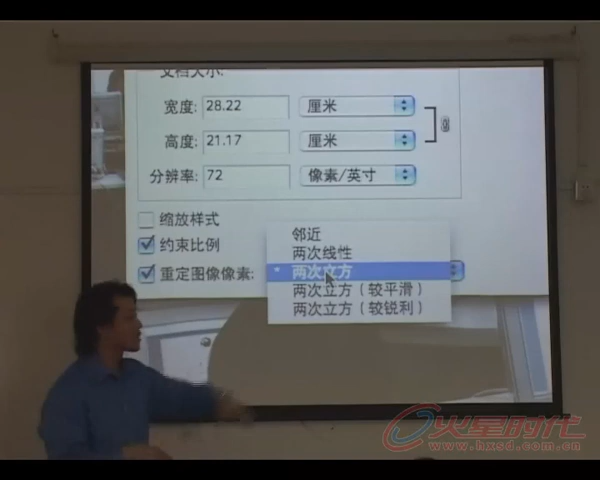 文档大小:
宽度: 28.22 厘米
高度: 21.17 厘米
分辨率: 72 像素/英寸
缩放样式
约束比例
重定图像像素:
邻近
两次线性
两次立方
两次立方（较平滑）
两次立方（较锐利）
火星时代
www.hxsd.com.cn